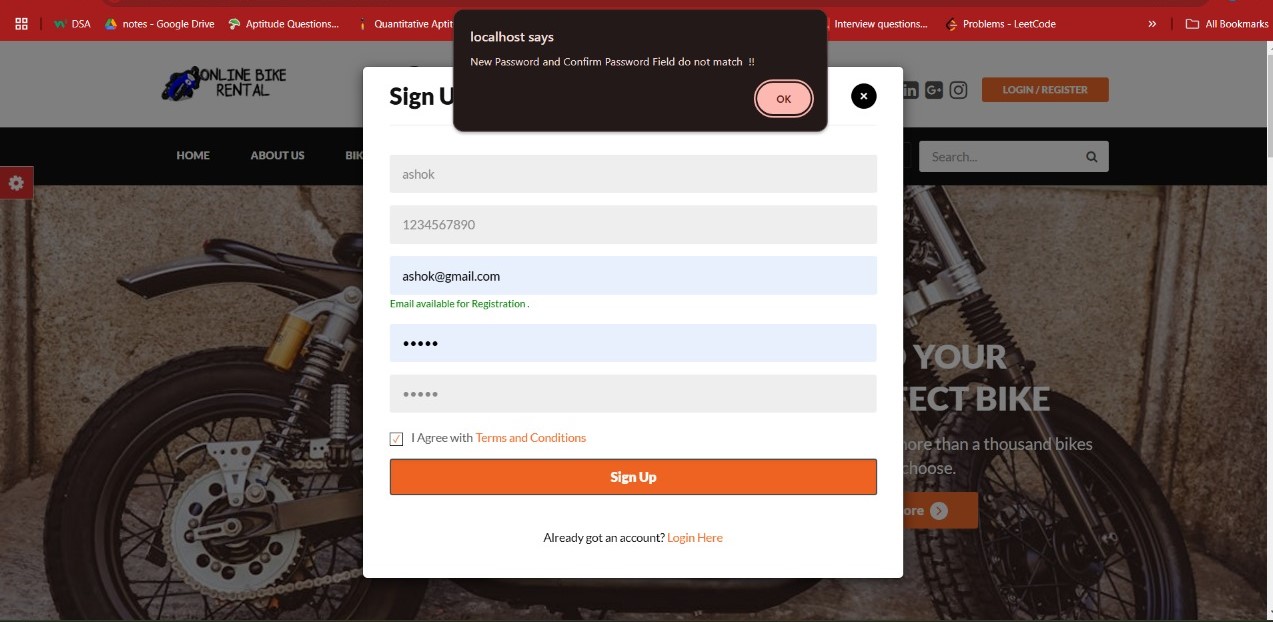 DSA
notes - Google Drive
Aptitude Questions...
Quantitative Aptit
Interview questions...
Problems - LeetCode
All Bookmarks
localhost says
New Password and Confirm Password Field do not match !!
OK
ONLINE BIKE
RENTAL
Sign U
LOGIN / REGISTER
HOME
ABOUT US
BIK
Search...
ashok
1234567890
ashok@gmail.com
Email available for Registration .
•••••
•••••
I Agree with Terms and Conditions
Sign Up
Already got an account? Login Here
YOUR
FECT BIKE
more than a thousand bikes
choose.
ore